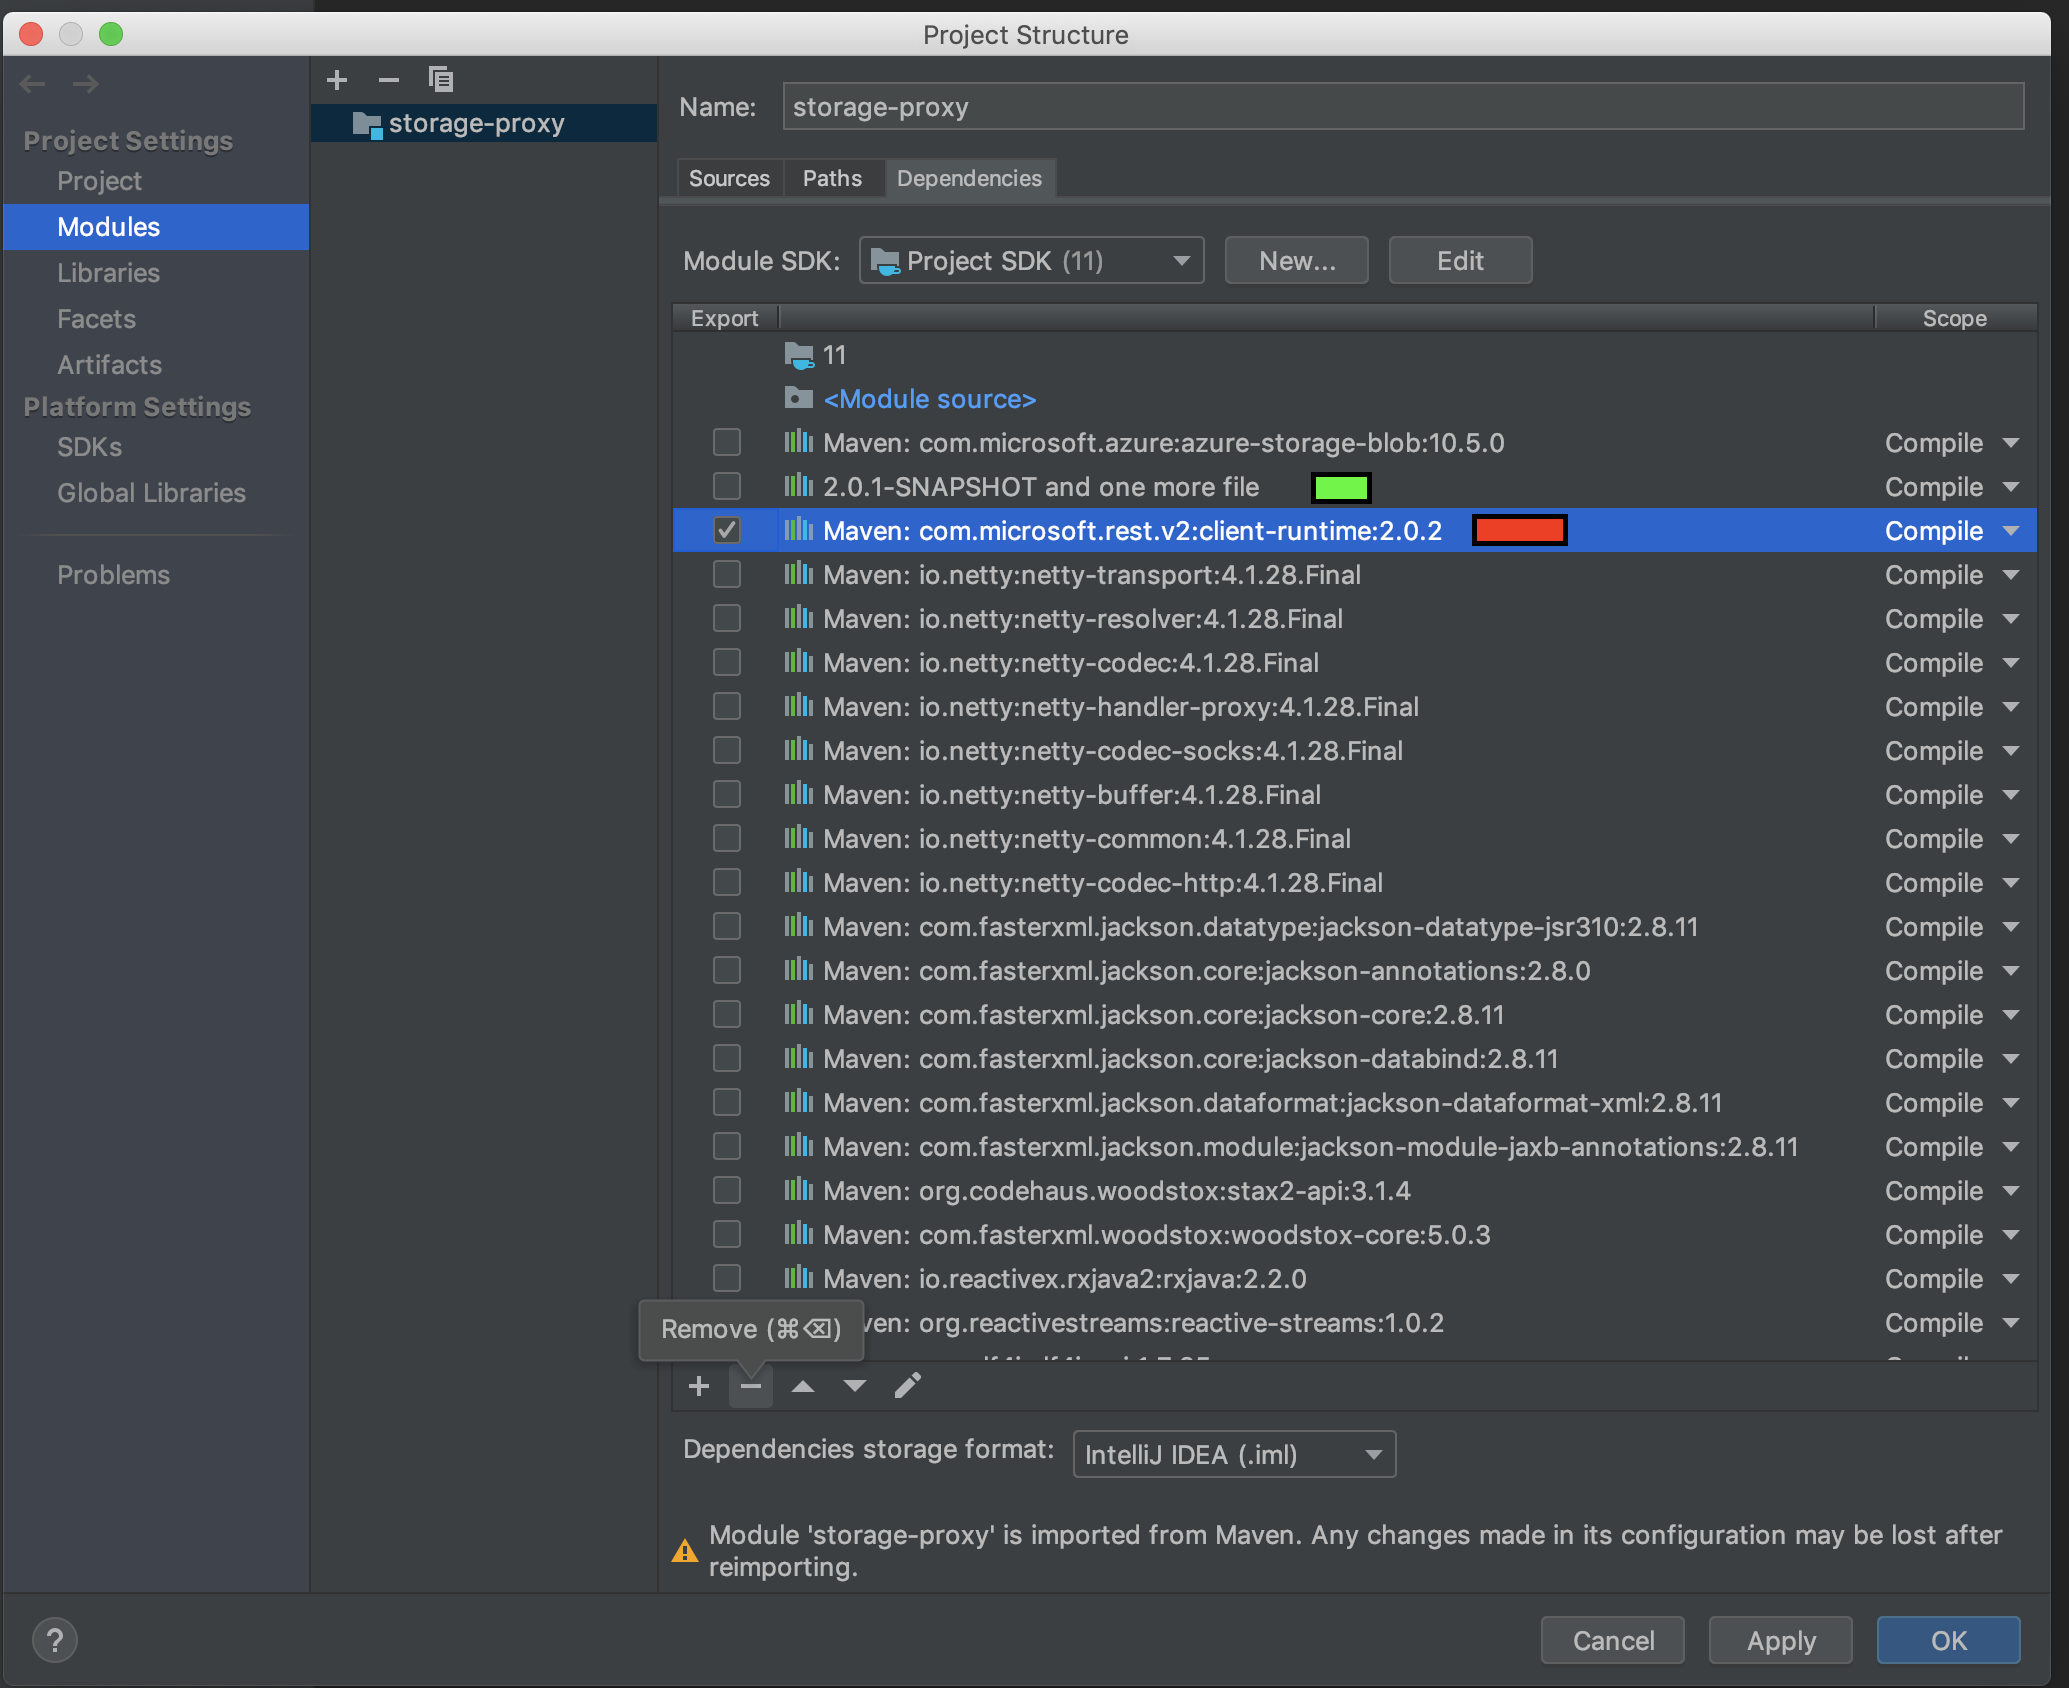 Project Structure
Project Settings
Project
Modules
Libraries
Facets
Artifacts
Platform Settings
SDKs
Global Libraries
Problems
storage-proxy
Name: storage-proxy
Sources Paths Dependencies
Module SDK: Project SDK (11) New... Edit
Export Scope
11
<Module source>
Maven: com.microsoft.azure:azure-storage-blob:10.5.0 Compile
2.0.1-SNAPSHOT and one more file Compile
Maven: com.microsoft.rest.v2:client-runtime:2.0.2 Compile
Maven: io.netty:netty-transport:4.1.28.Final Compile
Maven: io.netty:netty-resolver:4.1.28.Final Compile
Maven: io.netty:netty-codec:4.1.28.Final Compile
Maven: io.netty:netty-handler-proxy:4.1.28.Final Compile
Maven: io.netty:netty-codec-socks:4.1.28.Final Compile
Maven: io.netty:netty-buffer:4.1.28.Final Compile
Maven: io.netty:netty-common:4.1.28.Final Compile
Maven: io.netty:netty-codec-http:4.1.28.Final Compile
Maven: com.fasterxml.jackson.datatype:jackson-datatype-jsr310:2.8.11 Compile
Maven: com.fasterxml.jackson.core:jackson-annotations:2.8.0 Compile
Maven: com.fasterxml.jackson.core:jackson-core:2.8.11 Compile
Maven: com.fasterxml.jackson.core:jackson-databind:2.8.11 Compile
Maven: com.fasterxml.jackson.dataformat:jackson-dataformat-xml:2.8.11 Compile
Maven: com.fasterxml.jackson.module:jackson-module-jaxb-annotations:2.8.11 Compile
Maven: org.codehaus.woodstox:stax2-api:3.1.4 Compile
Maven: com.fasterxml.woodstox:woodstox-core:5.0.3 Compile
Maven: io.reactivex.rxjava2:rxjava:2.2.0 Compile
ven: org.reactivestreams:reactive-streams:1.0.2 Compile
Remove (⌘⌫)
Dependencies storage format: IntelliJ IDEA (.iml)
Module 'storage-proxy' is imported from Maven. Any changes made in its configuration may be lost after
reimporting.
? Cancel Apply OK